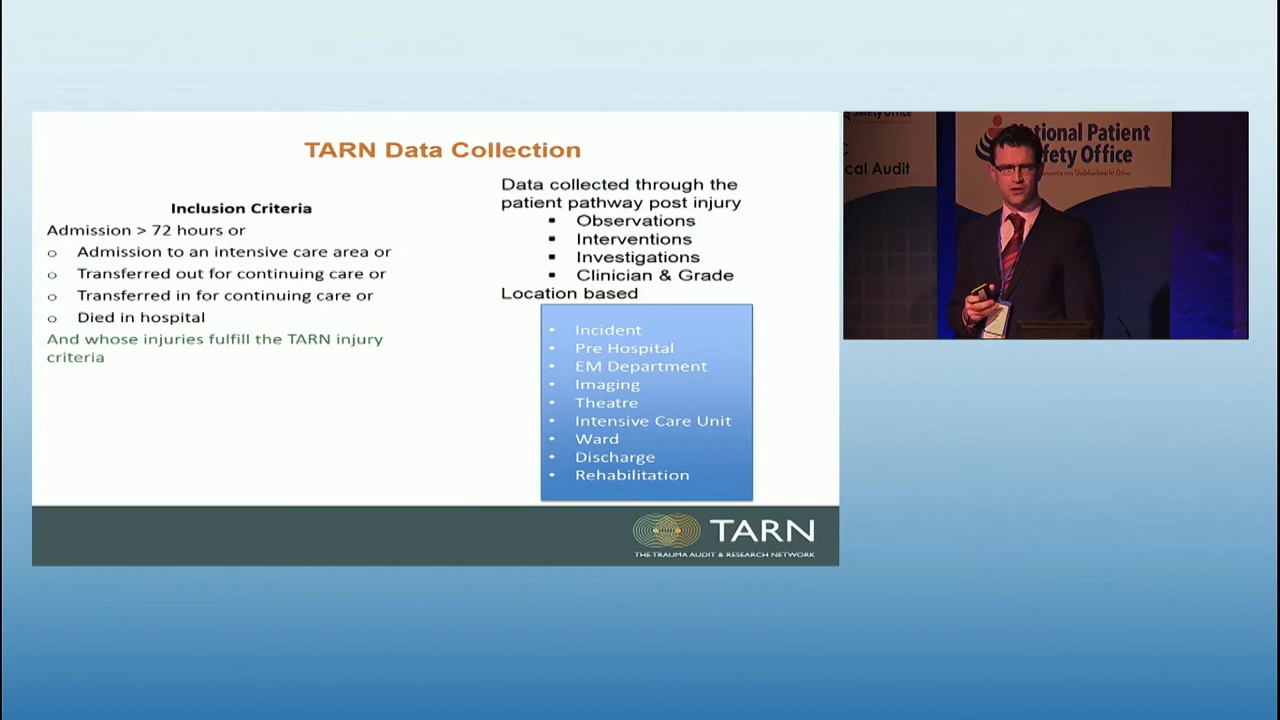 TARN Data Collection
Inclusion Criteria
Admission > 72 hours or
o Admission to an intensive care area or
o Transferred out for continuing care or
o Transferred in for continuing care or
o Died in hospital
And whose injuries fulfill the TARN injury
criteria
Data collected through the
patient pathway post injury
▪ Observations
▪ Interventions
▪ Investigations
▪ Clinician & Grade
Location based
• Incident
• Pre Hospital
• EM Department
• Imaging
• Theatre
• Intensive Care Unit
• Ward
• Discharge
• Rehabilitation
TARN
THE TRAUMA AUDIT & RESEARCH NETWORK
Safety Office
C
cal Audit
National Patient
fety Office